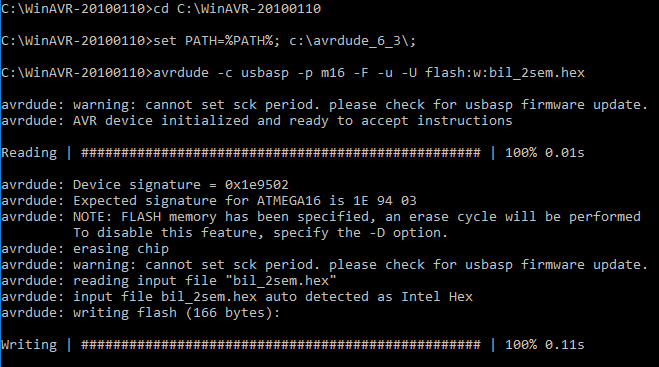 C:\WinAVR-20100110>cd C:\WinAVR-20100110
C:\WinAVR-20100110>set PATH=%PATH%; c:\avrdude_6_3\;
C:\WinAVR-20100110>avrdude -c usbasp -p m16 -F -u -U flash:w:bil_2sem.hex
avrdude: warning: cannot set sck period. please check for usbasp firmware update.
avrdude: AVR device initialized and ready to accept instructions
Reading | ################################################## | 100% 0.01s
avrdude: Device signature = 0x1e9502
avrdude: Expected signature for ATMEGA16 is 1E 94 03
avrdude: NOTE: FLASH memory has been specified, an erase cycle will be performed
To disable this feature, specify the -D option.
avrdude: erasing chip
avrdude: warning: cannot set sck period. please check for usbasp firmware update.
avrdude: reading input file "bil_2sem.hex"
avrdude: input file bil_2sem.hex auto detected as Intel Hex
avrdude: writing flash (166 bytes):
Writing | ################################################## | 100% 0.11s